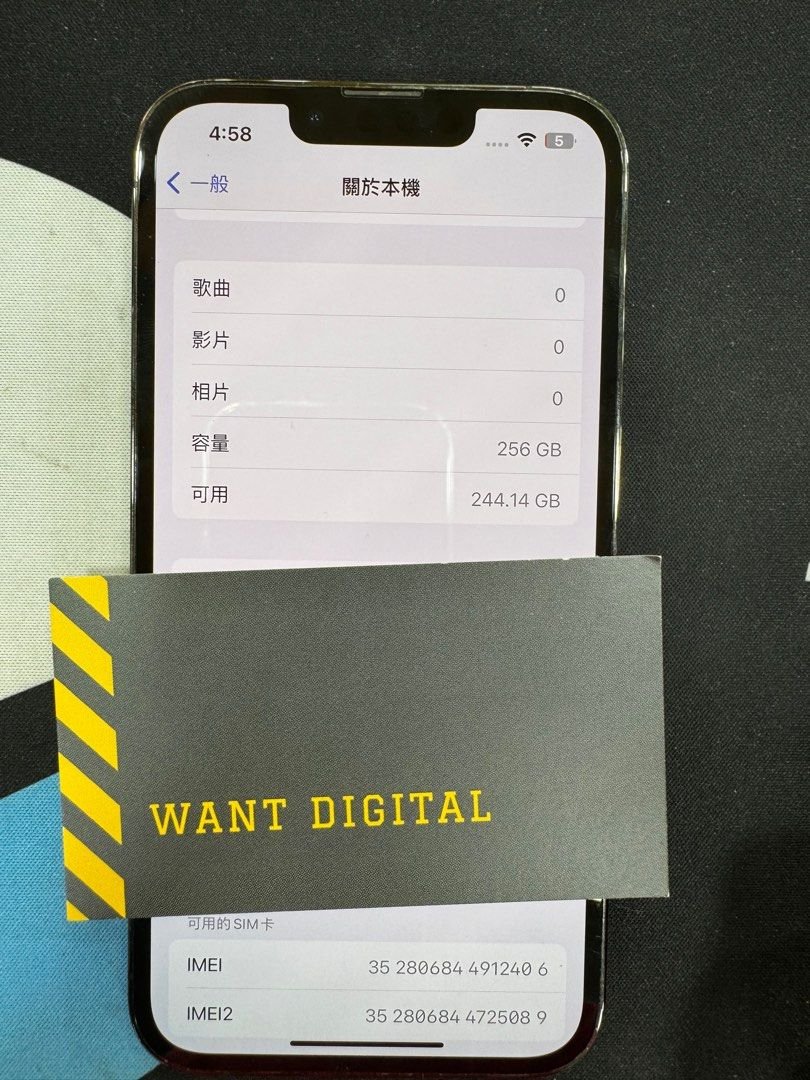 4:58
5
一般
關於本機
歌曲 0
影片 0
相片 0
容量 256 GB
可用 244.14 GB
WANT DIGITAL
可用的SIM卡
IMEI 35 280684 491240 6
IMEI2 35 280684 472508 9